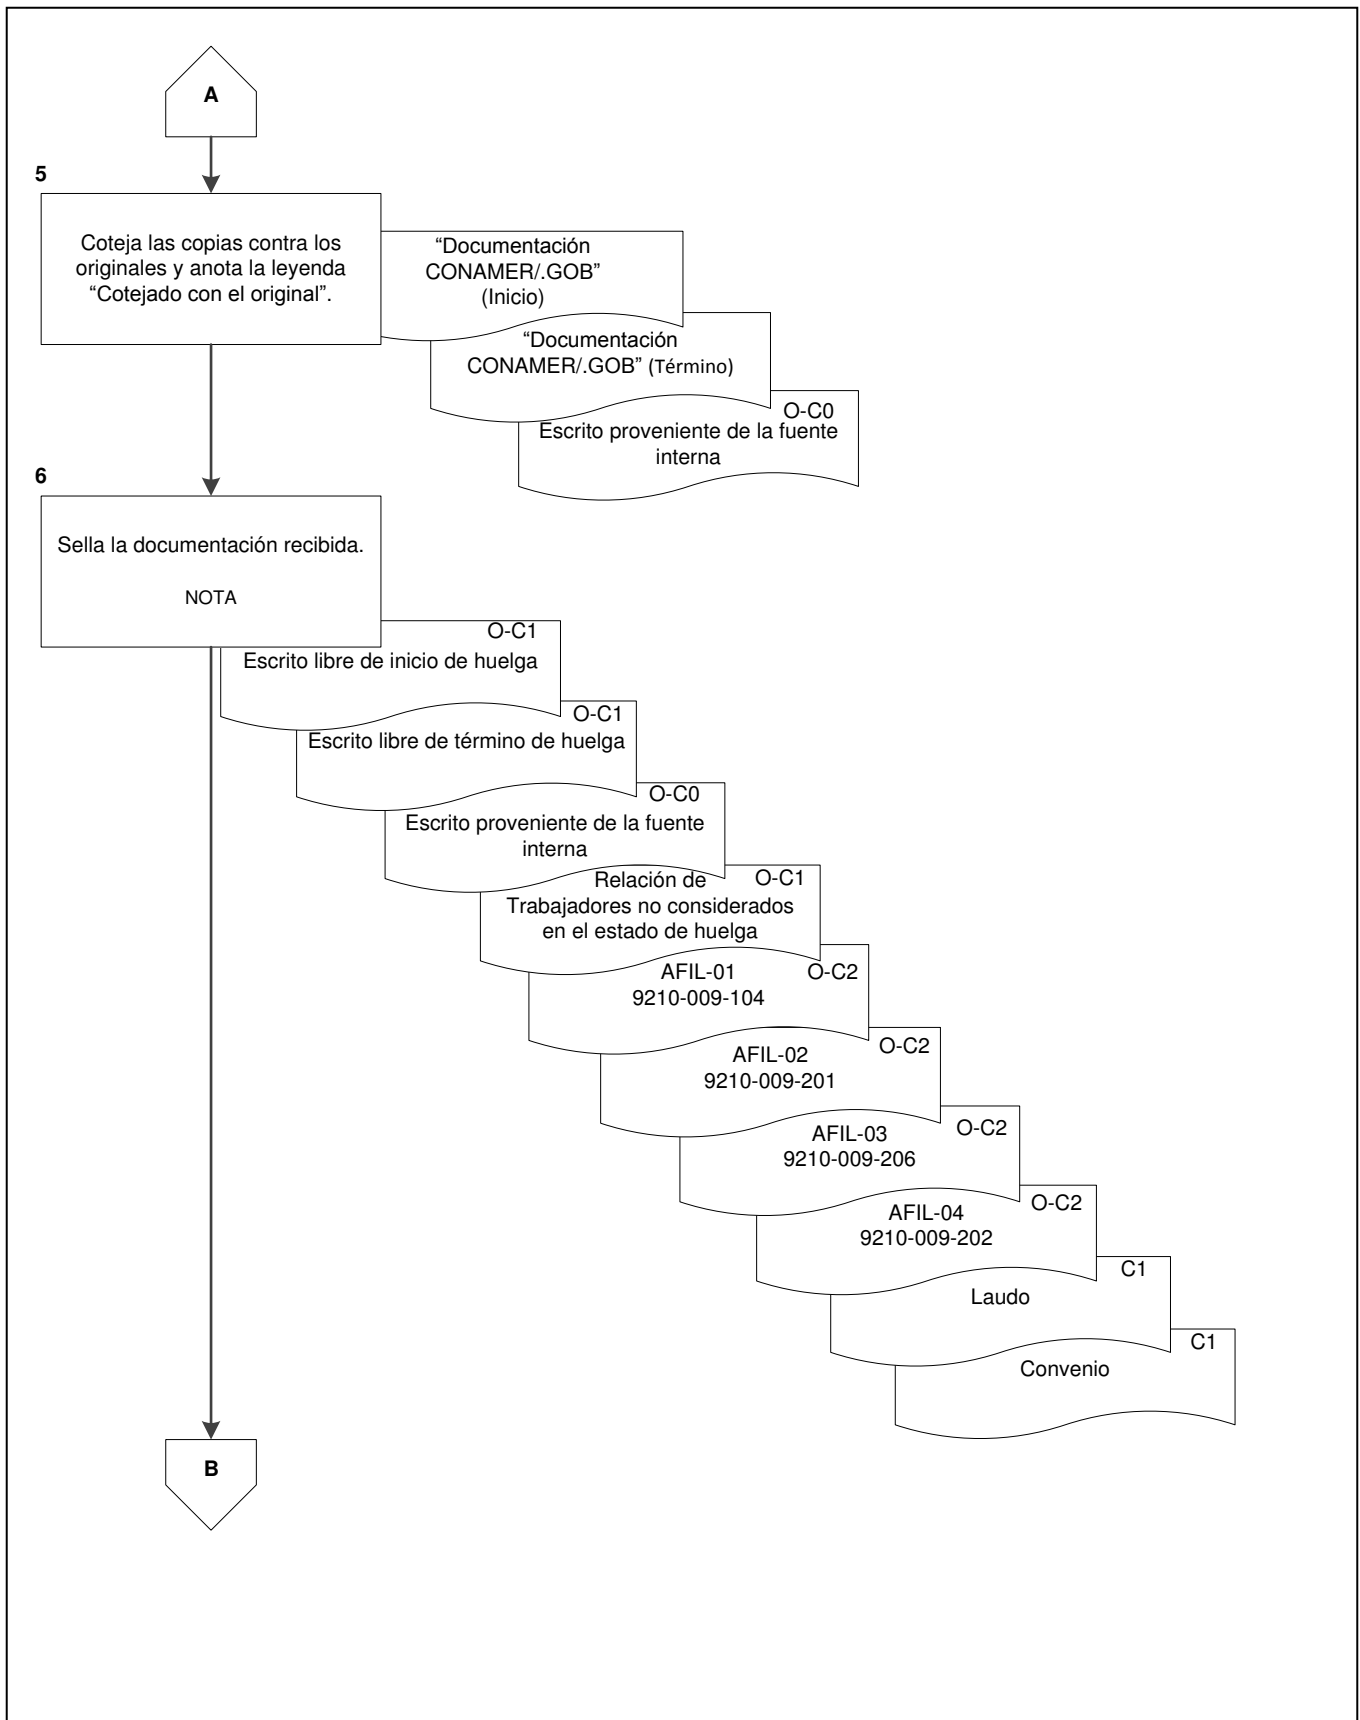 A
5
Coteja las copias contra los
originales y anota la leyenda
“Cotejado con el original”.
“Documentación
CONAMER/.GOB”
(Inicio)
“Documentación
CONAMER/.GOB” (Término)
O-C0
Escrito proveniente de la fuente
interna
6
Sella la documentación recibida.
NOTA
O-C1
Escrito libre de inicio de huelga
O-C1
Escrito libre de término de huelga
O-C0
Escrito proveniente de la fuente
interna
O-C1
Relación de
Trabajadores no considerados
en el estado de huelga
O-C2
AFIL-01
9210-009-104
O-C2
AFIL-02
9210-009-201
O-C2
AFIL-03
9210-009-206
O-C2
AFIL-04
9210-009-202
C1
Laudo
C1
Convenio
B